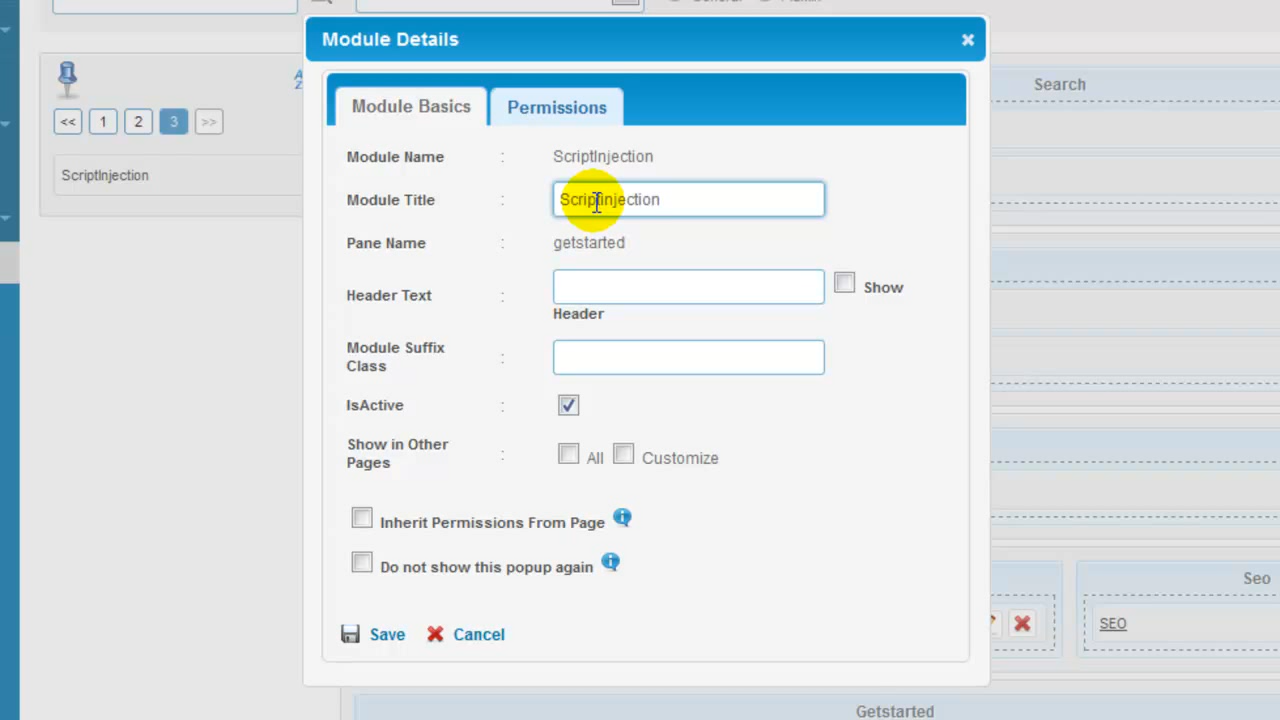 Module Details
Search
Module Basics
Permissions
<< 1 2 3 >>
Module Name : ScriptInjection
ScriptInjection
Module Title : ScriptInjection
Pane Name : getstarted
Header Text : Show
Header
Module Suffix
Class :
IsActive :
Show in Other
Pages : All Customize
Inherit Permissions From Page
Do not show this popup again
Seo
SEO
Save Cancel
Getstarted